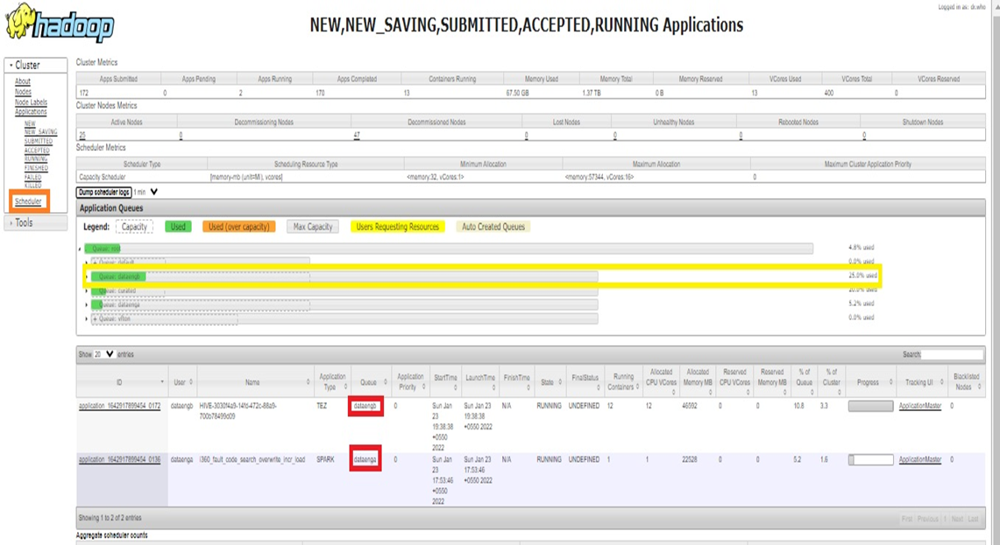 Logged in as: dr.who
hadoop
NEW,NEW_SAVING,SUBMITTED,ACCEPTED,RUNNING Applications
Cluster
About
Nodes
Node Labels
Applications
NEW
NEW_SAVING
SUBMITTED
ACCEPTED
RUNNING
FINISHED
FAILED
KILLED
Scheduler
Tools
Cluster Metrics
Apps Submitted Apps Pending Apps Running Apps Completed Containers Running Memory Used Memory Total Memory Reserved VCores Used VCores Total VCores Reserved
172 0 2 170 13 67.50 GB 1.37 TB 0 B 13 400 0
Cluster Nodes Metrics
Active Nodes Decommissioning Nodes Decommissioned Nodes Lost Nodes Unhealthy Nodes Rebooted Nodes Shutdown Nodes
25 0 47 0 0 0 0
Scheduler Metrics
Scheduler Type Scheduling Resource Type Minimum Allocation Maximum Allocation Maximum Cluster Application Priority
Capacity Scheduler [memory-mb (unit=Mi), vcores] <memory:32, vCores:1> <memory:57344, vCores:16> 0
Dump scheduler logs 1 min
Application Queues
Legend: Capacity Used Used (over capacity) Max Capacity Users Requesting Resources Auto Created Queues
Queue: root 4.8% used
+ Queue: default 0.0% used
Queue: dataengb 25.0% used
Queue: curated 20.0% used
Queue: dataenga 5.2% used
+ Queue: 0.0% used
Show 20 entries Search:
ID User Name Application Type Queue Application Priority StartTime LaunchTime FinishTime State FinalStatus Running Containers Allocated CPU VCores Allocated Memory MB Reserved CPU VCores Reserved Memory MB % of Queue % of Cluster Progress Tracking UI Blacklisted Nodes
application_1642917899454_0172 dataengb HIVE-3030f4a9-14fd-472c-88a9- TEZ dataengb 0 Sun Jan Sun Jan 23 N/A RUNNING UNDEFINED 12 12 46592 0 0 10.8 3.3 ApplicationMaster 0
700b78499d09 23 19:38:38
19:38:38 +0550 2022
+0550
2022
application_1642917899454_0136 dataenga i360_fault_code_search_overwrite_incr_load SPARK dataenga 0 Sun Jan Sun Jan 23 N/A RUNNING UNDEFINED 1 1 22528 0 0 5.2 1.6 ApplicationMaster 0
23 17:53:46
17:53:46 +0550 2022
+0550
2022
Showing 1 to 2 of 2 entries First Previous 1 Next Last
Aggregate scheduler counts